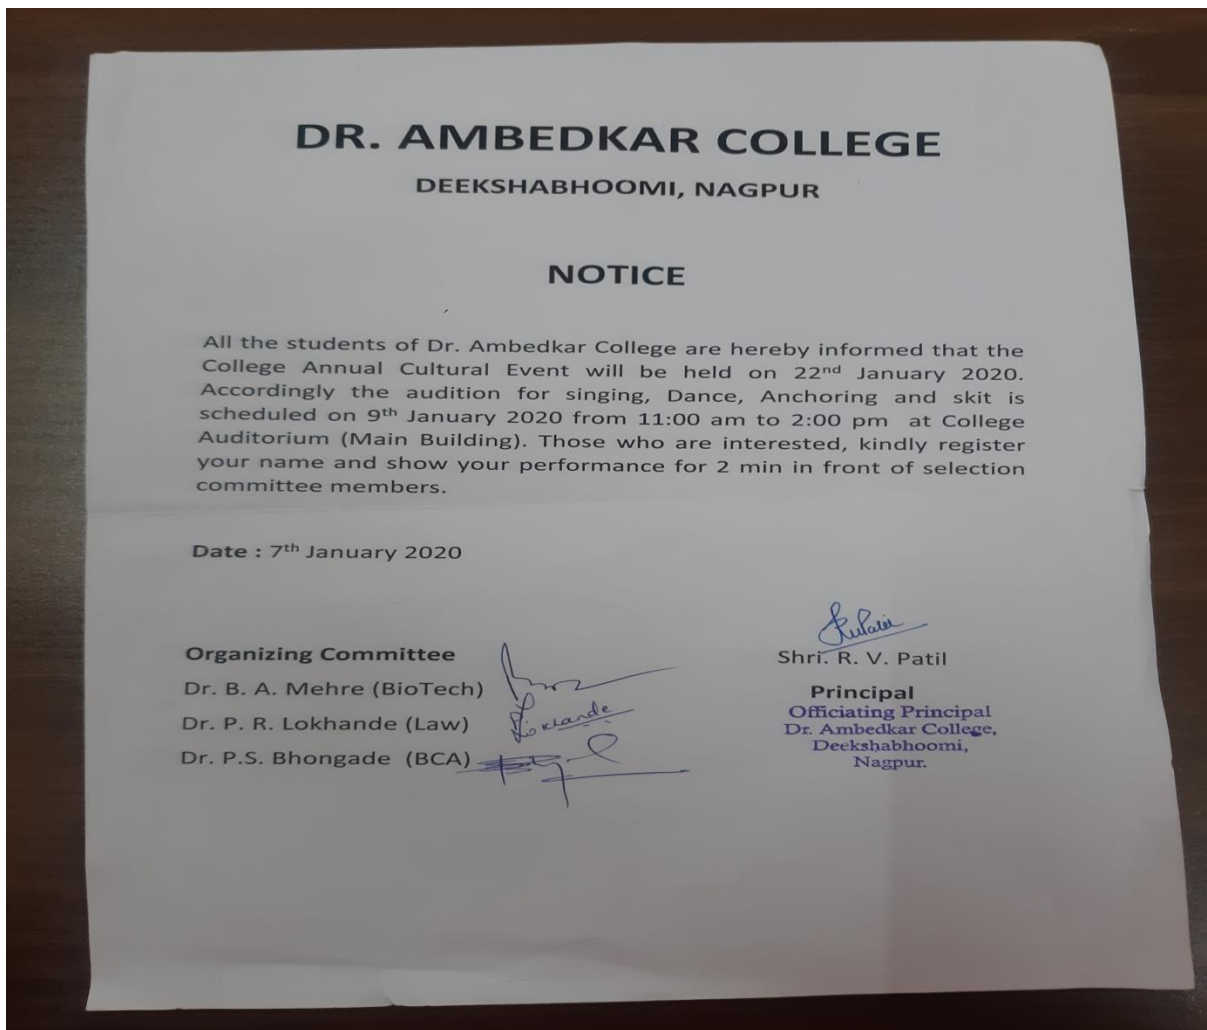 DR. AMBEDKAR COLLEGE
DEEKSHABHOOMI, NAGPUR
NOTICE
All the students of Dr. Ambedkar College are hereby informed that the
College Annual Cultural Event will be held on 22nd January 2020.
Accordingly the audition for singing, Dance, Anchoring and skit is
scheduled on 9th January 2020 from 11:00 am to 2:00 pm at College
Auditorium (Main Building). Those who are interested, kindly register
your name and show your performance for 2 min in front of selection
committee members.
Date : 7th January 2020
Organizing Committee
Dr. B. A. Mehre (BioTech)
Dr. P. R. Lokhande (Law)
Lokhande
Dr. P.S. Bhongade (BCA)
Shri. R. V. Patil
Principal
Officiating Principal
Dr. Ambedkar College,
Deekshabhoomi,
Nagpur.